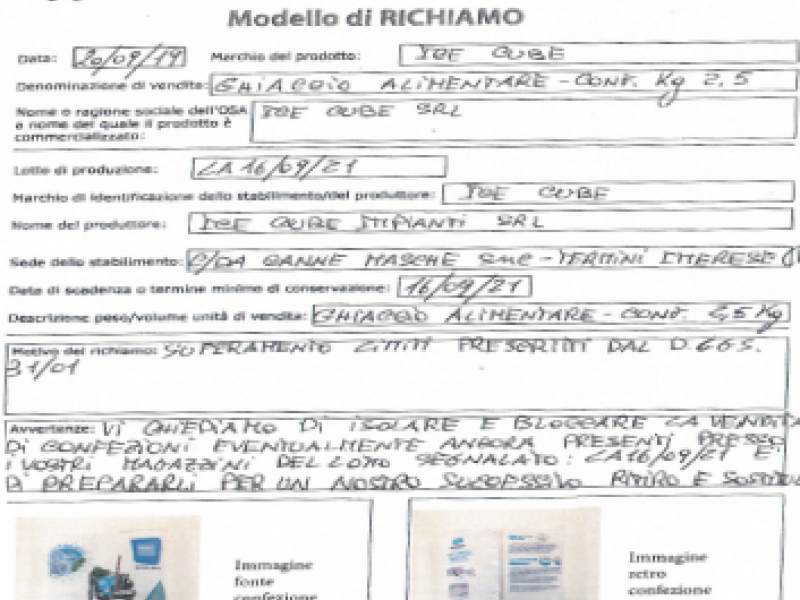 Modello di RICHIAMO
Data: 20/09/19 Marchio del prodotto: ICE CUBE
Denominazione di vendita: GHIACCIO ALIMENTARE - CONF. Kg 2,5
Nome o ragione sociale dell'OSA ICE CUBE SRL
a nome del quale il prodotto è
commercializzato:
Lotto di produzione: LA 16/09/21
Marchio di identificazione dello stabilimento/del produttore: ICE CUBE
Nome del produttore: ICE CUBE IMPIANTI SRL
Sede dello stabilimento: C/DA CANNE MASCHE SNC - TERMINI IMERESE (
Data di scadenza o termine minimo di conservazione: 16/09/21
Descrizione peso/volume unità di vendita: GHIACCIO ALIMENTARE - CONF. 2,5 Kg
Motivo del richiamo: SUPERAMENTO LIMITI PRESCRITTI DAL D.LGS.
31/01
Avvertenze: VI CHIEDIAMO DI ISOLARE E BLOCCARE LA VENDITA
DI CONFEZIONI EVENTUALMENTE ANCORA PRESENTI PRESSO
I VOSTRI MAGAZZINI DEL LOTTO SEGNALATO: LA16/09/21 E
DI PREPARARLI PER UN NOSTRO SUCCESSIVO RITIRO E
Immagine
fonte
confezione
Immagine
retro
confezione